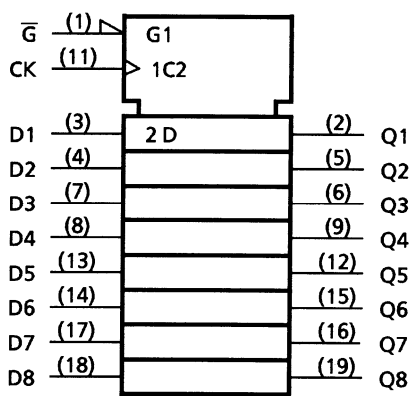 G̅ (1) G1
CK (11) 1C2
D1 (3) 2D (2) Q1
D2 (4) (5) Q2
D3 (7) (6) Q3
D4 (8) (9) Q4
D5 (13) (12) Q5
D6 (14) (15) Q6
D7 (17) (16) Q7
D8 (18) (19) Q8